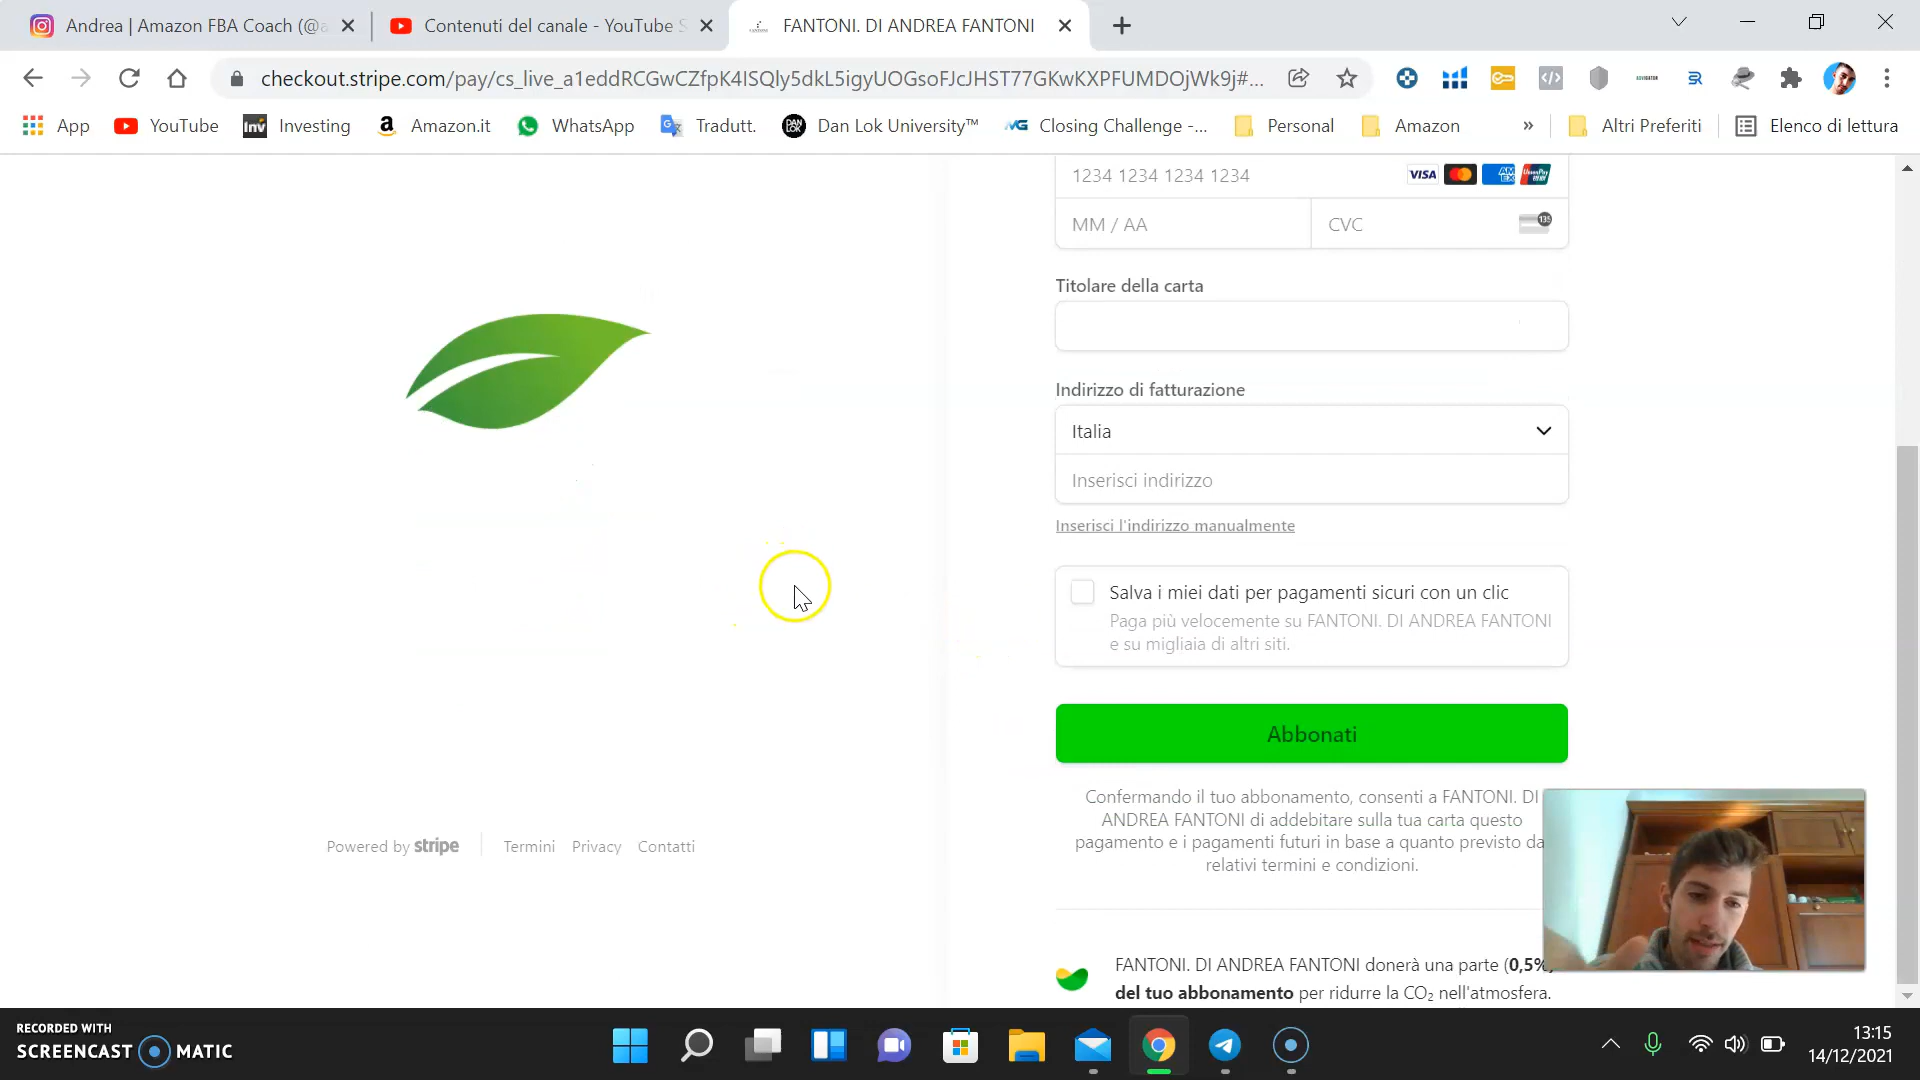 Andrea | Amazon FBA Coach (@a
Contenuti del canale - YouTube S
FANTONI. DI ANDREA FANTONI
checkout.stripe.com/pay/cs_live_a1eddRCGwCZfpK4ISQly5dkL5igyUOGsoFJcJHST77GKwKXPFUMDOjWk9j#...
App
YouTube
Inv
Investing
Amazon.it
WhatsApp
Tradutt.
DAN LOK
Dan Lok University™
Closing Challenge -...
Personal
Amazon
»
Altri Preferiti
Elenco di lettura
1234 1234 1234 1234
VISA
MM / AA
CVC
135
Titolare della carta
Indirizzo di fatturazione
Italia
Inserisci indirizzo
Inserisci l'indirizzo manualmente
Salva i miei dati per pagamenti sicuri con un clic
Paga più velocemente su FANTONI. DI ANDREA FANTONI
e su migliaia di altri siti.
Abbonati
Confermando il tuo abbonamento, consenti a FANTONI. DI
ANDREA FANTONI di addebitare sulla tua carta questo
pagamento e i pagamenti futuri in base a quanto previsto da
relativi termini e condizioni.
Powered by stripe
Termini
Privacy
Contatti
FANTONI. DI ANDREA FANTONI donerà una parte (0,5%
del tuo abbonamento per ridurre la CO₂ nell'atmosfera.
RECORDED WITH
SCREENCAST MATIC
13:15
14/12/2021